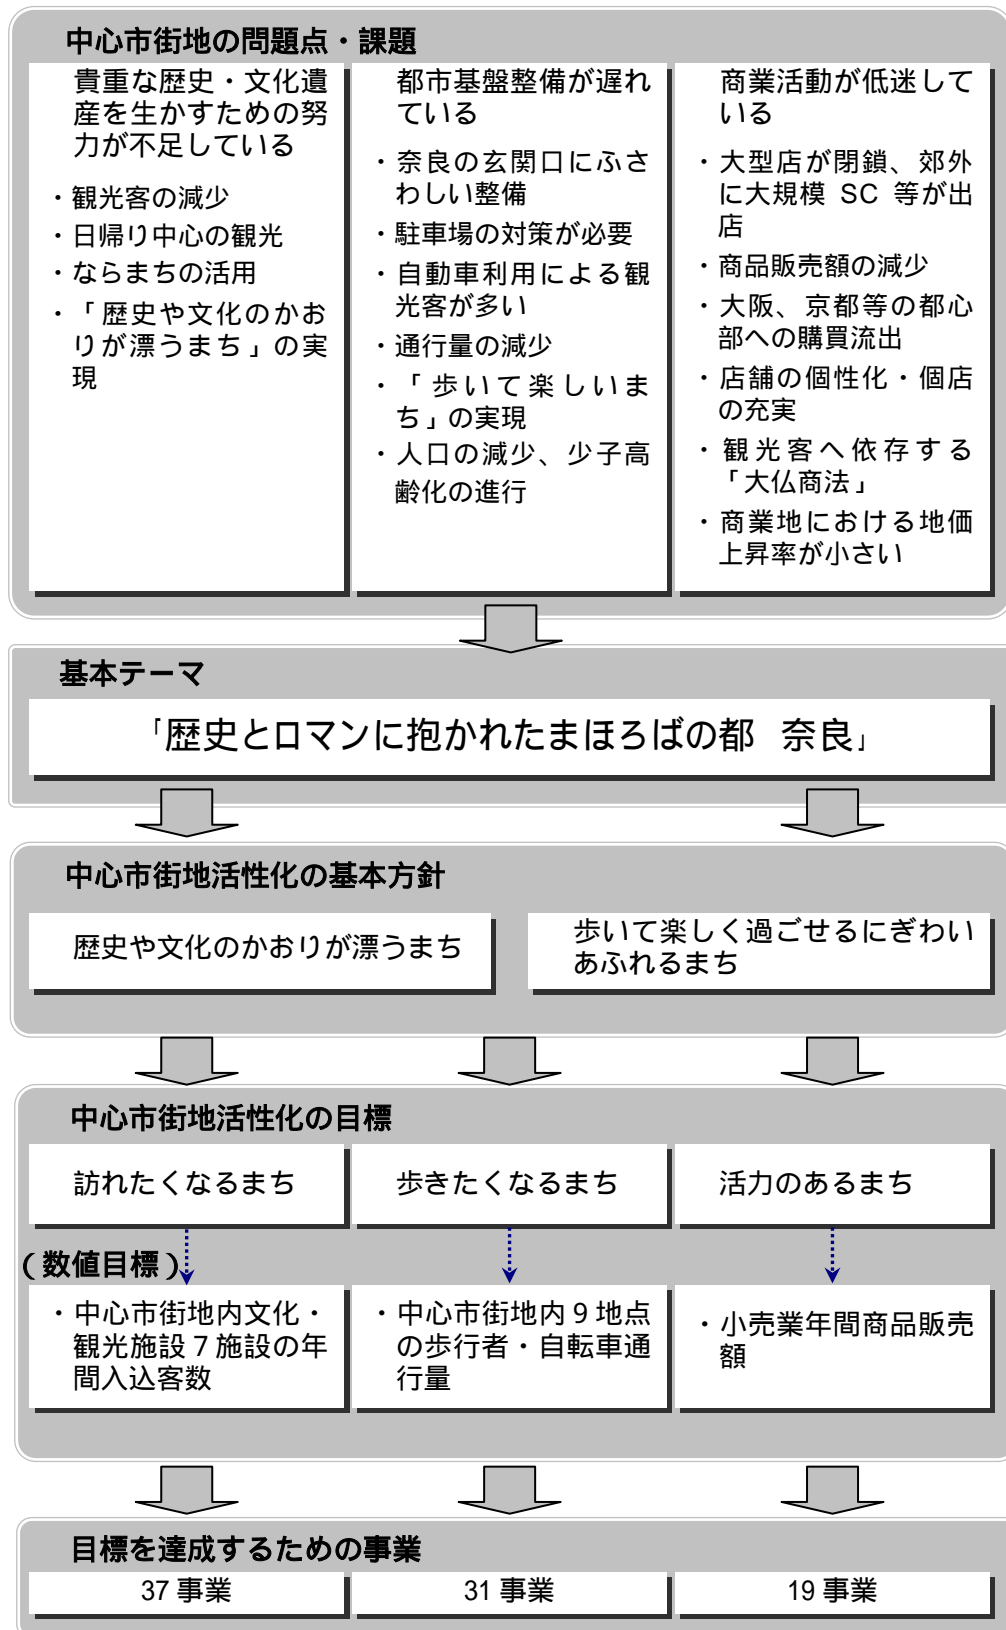 中心市街地の問題点・課題
貴重な歴史・文化遺
産を生かすための努
力が不足している
・観光客の減少
・日帰り中心の観光
・ならまちの活用
・「歴史や文化のかお
りが漂うまち」の実
現
都市基盤整備が遅れ
ている
・奈良の玄関口にふさ
わしい整備
・駐車場の対策が必要
・自動車利用による観
光客が多い
・通行量の減少
・「歩いて楽しいま
ち」の実現
・人口の減少、少子高
齢化の進行
商業活動が低迷して
いる
・大型店が閉鎖、郊外
に大規模 SC 等が出
店
・商品販売額の減少
・大阪、京都等の都心
部への購買流出
・店舗の個性化・個店
の充実
・観光客へ依存する
「大仏商法」
・商業地における地価
上昇率が小さい
基本テーマ
「歴史とロマンに抱かれたまほろばの都 奈良」
中心市街地活性化の基本方針
歴史や文化のかおりが漂うまち
歩いて楽しく過ごせるにぎわい
あふれるまち
中心市街地活性化の目標
訪れたくなるまち
歩きたくなるまち
活力のあるまち
(数値目標)
・中心市街地内文化・
観光施設7施設の年
間入込客数
・中心市街地内9地点
の歩行者・自転車通
行量
・小売業年間商品販売
額
目標を達成するための事業
37 事業
31 事業
19 事業